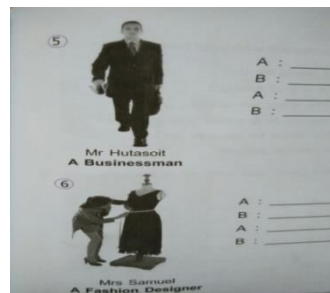 5
A : 
B : 
A : 
B : 
Mr Hutasoit
A Businessman
6
A : 
B : 
A : 
B : 
Mrs Samuel
A Fashion Designer